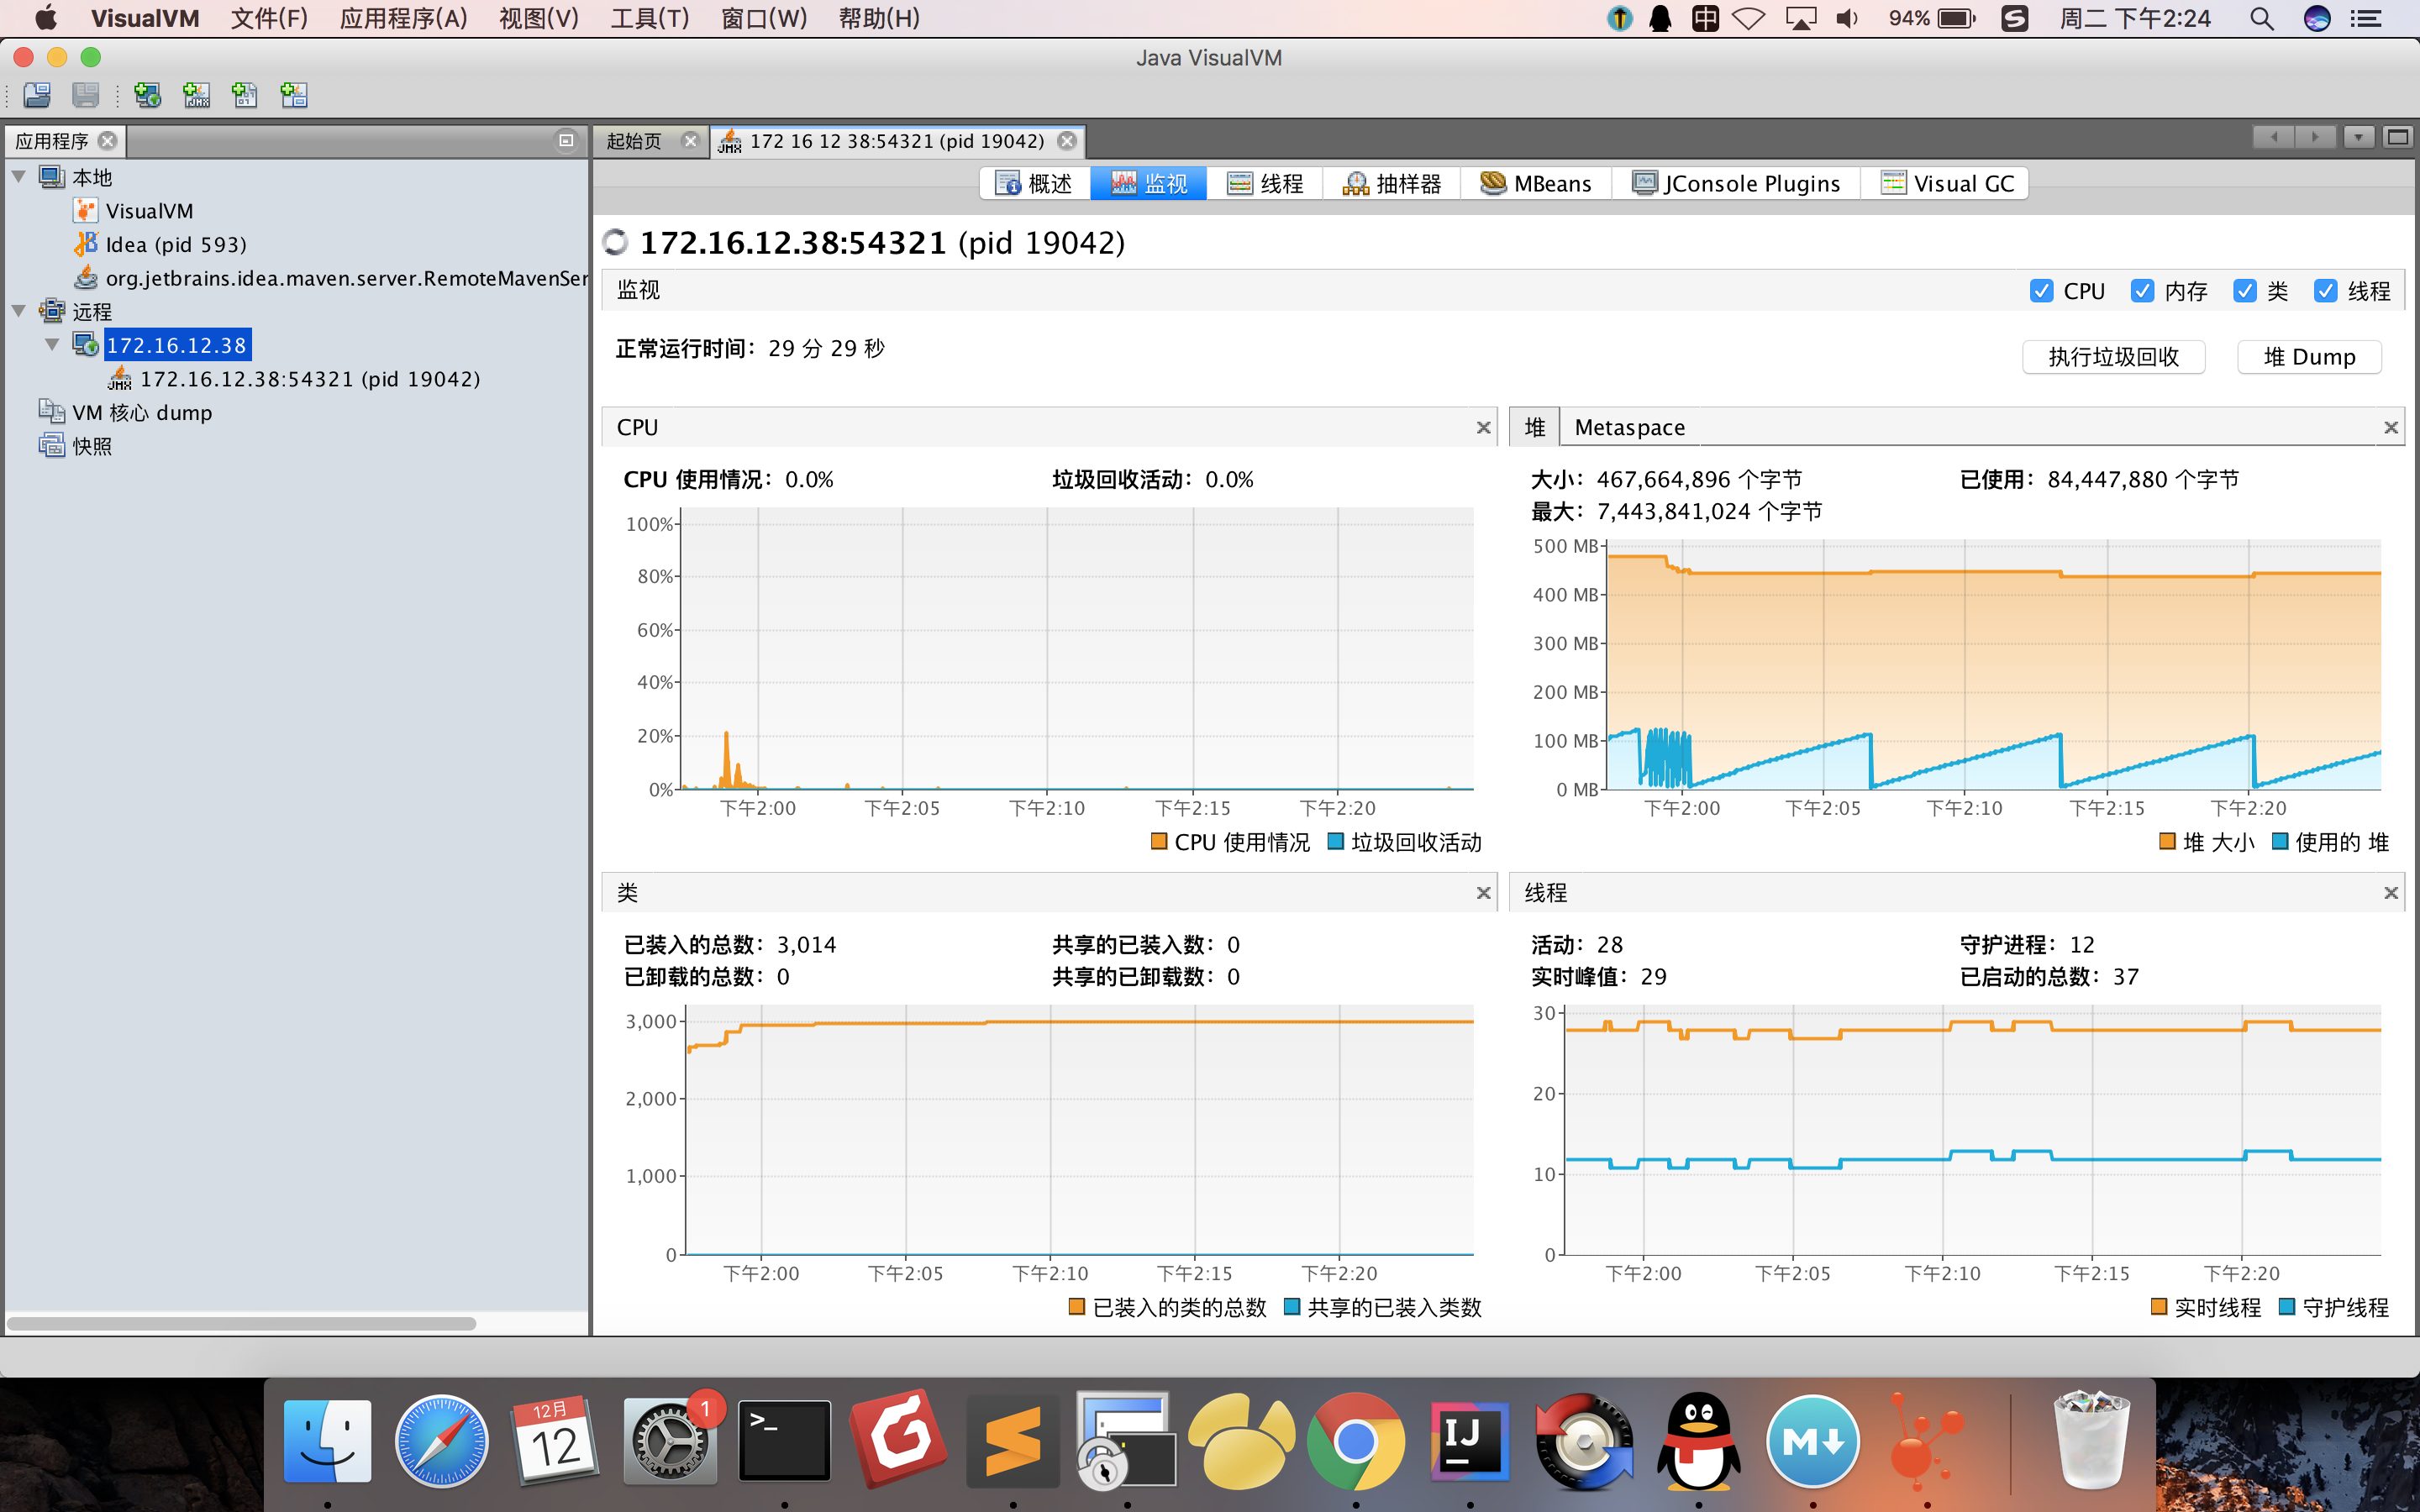 VisualVM 文件(F) 应用程序(A) 视图(V) 工具(T) 窗口(W) 帮助(H) 中 94% 周二 下午2:24
Java VisualVM
应用程序
起始页
JMX 172 16 12 38:54321 (pid 19042)
本地
VisualVM
Idea (pid 593)
org.jetbrains.idea.maven.server.RemoteMavenSer
远程
172.16.12.38
JMX 172.16.12.38:54321 (pid 19042)
VM 核心 dump
快照
概述 监视 线程 抽样器 MBeans JConsole Plugins Visual GC
172.16.12.38:54321 (pid 19042)
监视
CPU 内存 类 线程
正常运行时间: 29 分 29 秒
执行垃圾回收 堆 Dump
CPU
CPU 使用情况: 0.0% 垃圾回收活动: 0.0%
100%
80%
60%
40%
20%
0%
下午2:00 下午2:05 下午2:10 下午2:15 下午2:20
CPU 使用情况 垃圾回收活动
堆 Metaspace
大小: 467,664,896 个字节 已使用: 84,447,880 个字节
最大: 7,443,841,024 个字节
500 MB
400 MB
300 MB
200 MB
100 MB
0 MB
下午2:00 下午2:05 下午2:10 下午2:15 下午2:20
堆 大小 使用的 堆
类
已装入的总数: 3,014 共享的已装入数: 0
已卸载的总数: 0 共享的已卸载数: 0
3,000
2,000
1,000
0
下午2:00 下午2:05 下午2:10 下午2:15 下午2:20
已装入的类的总数 共享的已装入类数
线程
活动: 28 守护进程: 12
实时峰值: 29 已启动的总数: 37
30
20
10
0
下午2:00 下午2:05 下午2:10 下午2:15 下午2:20
实时线程 守护线程
12月
12
1
>_
IJ
M